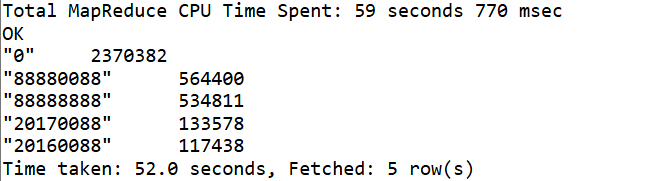 Total MapReduce CPU Time Spent: 59 seconds 770 msec
OK
"0"     2370382
"88880088"      564400
"88888888"      534811
"20170088"      133578
"20160088"      117438
Time taken: 52.0 seconds, Fetched: 5 row(s)